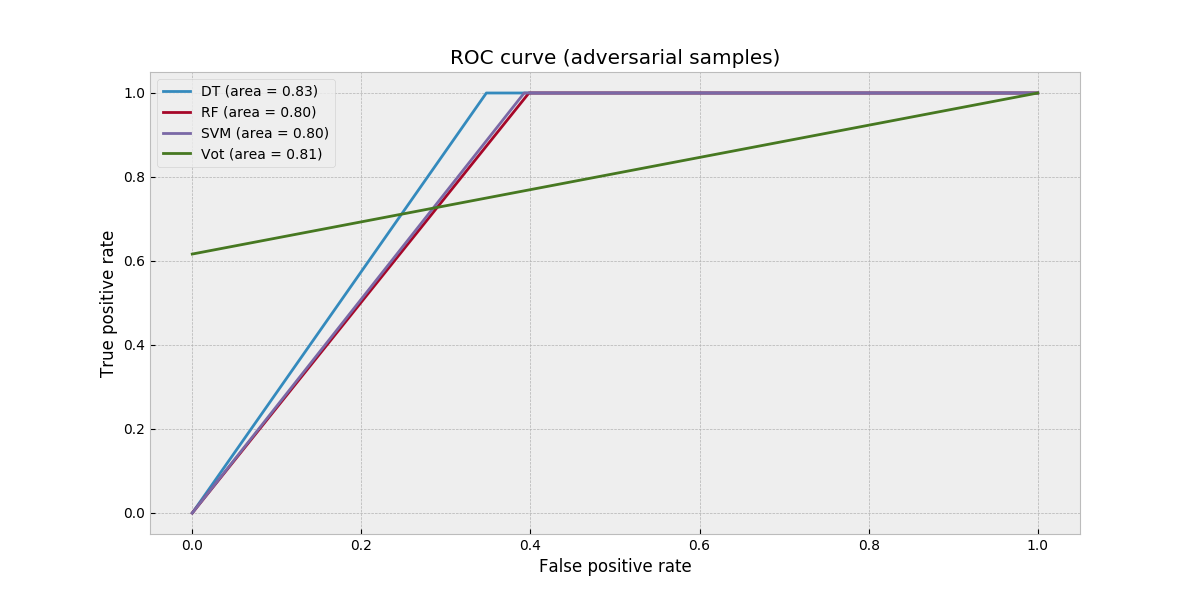 ROC curve (adversarial samples)
DT (area = 0.83)
RF (area = 0.80)
SVM (area = 0.80)
Vot (area = 0.81)
True positive rate
1.0
0.8
0.6
0.4
0.2
0.0
0.0 0.2 0.4 0.6 0.8 1.0
False positive rate